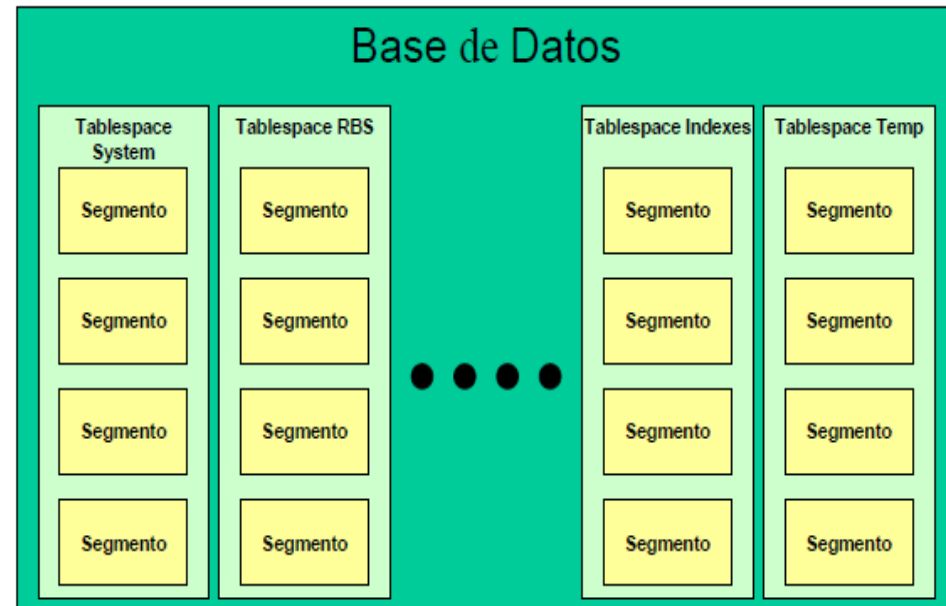 Base de Datos
Tablespace
System
Segmento
Segmento
Segmento
Segmento
Tablespace RBS
Segmento
Segmento
Segmento
Segmento
Tablespace Indexes
Segmento
Segmento
Segmento
Segmento
Tablespace Temp
Segmento
Segmento
Segmento
Segmento